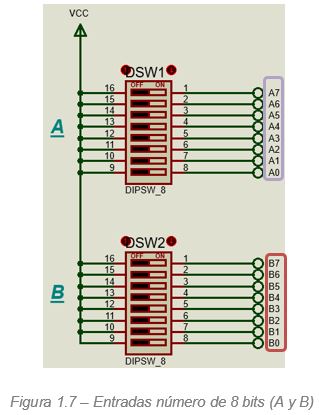 VCC
DSW1
OFF ON
A
16 1 A7
15 2 A6
14 3 A5
13 4 A4
12 5 A3
11 6 A2
10 7 A1
9 8 A0
DIPSW_8
DSW2
OFF ON
B
16 1 B7
15 2 B6
14 3 B5
13 4 B4
12 5 B3
11 6 B2
10 7 B1
9 8 B0
DIPSW_8
Figura 1.7 – Entradas número de 8 bits (A y B)